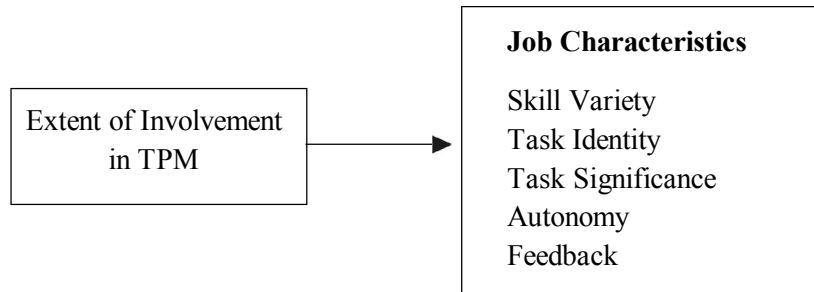 Extent of Involvement
in TPM
Job Characteristics
Skill Variety
Task Identity
Task Significance
Autonomy
Feedback